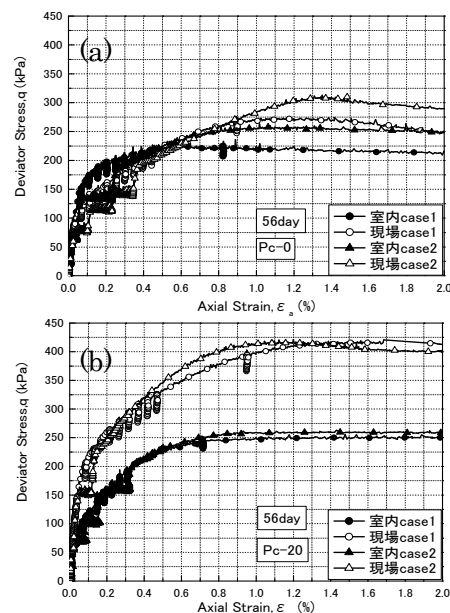 (a)
Deviator Stress,q (kPa)
450
400
350
300
250
200
150
100
50
0
56day
Pc-0
室内case1
現場case1
室内case2
現場case2
0.0 0.2 0.4 0.6 0.8 1.0 1.2 1.4 1.6 1.8 2.0
Axial Strain, ε a (%)
(b)
Deviator Stress,q (kPa)
450
400
350
300
250
200
150
100
50
0
56day
Pc-20
室内case1
現場case1
室内case2
現場case2
0.0 0.2 0.4 0.6 0.8 1.0 1.2 1.4 1.6 1.8 2.0
Axial Strain, ε (%)